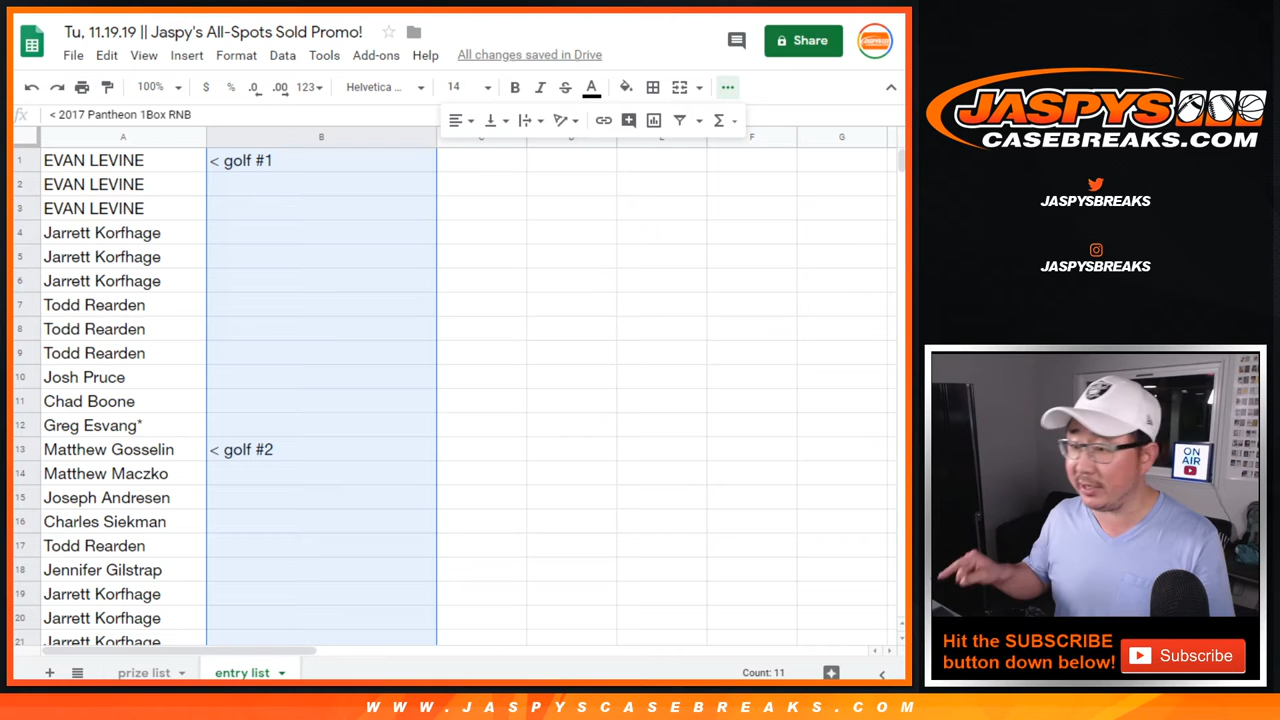 Tu, 11.19.19 || Jaspy's All-Spots Sold Promo!
File Edit View Insert Format Data Tools Add-ons Help All changes saved in Drive
Share
100% $ % .0 .00 123 Helvetica ... 14 B I S A
fx < 2017 Pantheon 1Box RNB
A B C D E F G
1 EVAN LEVINE < golf #1
2 EVAN LEVINE
3 EVAN LEVINE
4 Jarrett Korfhage
5 Jarrett Korfhage
6 Jarrett Korfhage
7 Todd Rearden
8 Todd Rearden
9 Todd Rearden
10 Josh Pruce
11 Chad Boone
12 Greg Esvang*
13 Matthew Gosselin < golf #2
14 Matthew Maczko
15 Joseph Andresen
16 Charles Siekman
17 Todd Rearden
18 Jennifer Gilstrap
19 Jarrett Korfhage
20 Jarrett Korfhage
21 Jarrett Korfhage
prize list entry list Count: 11
JASPYS
CASEBREAKS.COM
JASPYSBREAKS
JASPYSBREAKS
ON
AIR
Hit the SUBSCRIBE
button down below!
Subscribe
WWW.JASPYSCASEBREAKS.COM